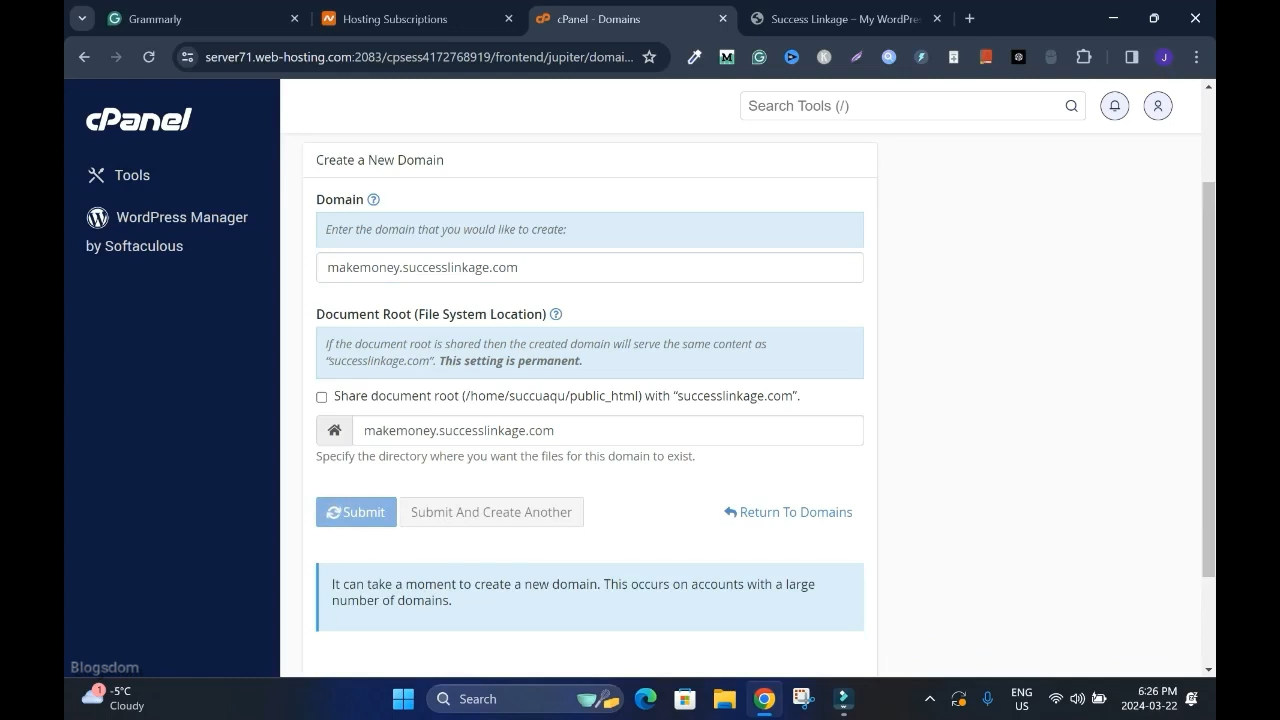 Grammarly
Hosting Subscriptions
cPanel - Domains
Success Linkage – My WordPre
server71.web-hosting.com:2083/cpsess4172768919/frontend/jupiter/domai...
J
cPanel
Search Tools (/)
Tools
WordPress Manager
by Softaculous
Create a New Domain
Domain
Enter the domain that you would like to create:
makemoney.successlinkage.com
Document Root (File System Location)
If the document root is shared then the created domain will serve the same content as
“successlinkage.com”. This setting is permanent.
Share document root (/home/succuaqu/public_html) with “successlinkage.com”.
makemoney.successlinkage.com
Specify the directory where you want the files for this domain to exist.
Submit
Submit And Create Another
Return To Domains
It can take a moment to create a new domain. This occurs on accounts with a large
number of domains.
Blogsdom
1
-5°C
Cloudy
Search
ENG
US
6:26 PM
2024-03-22